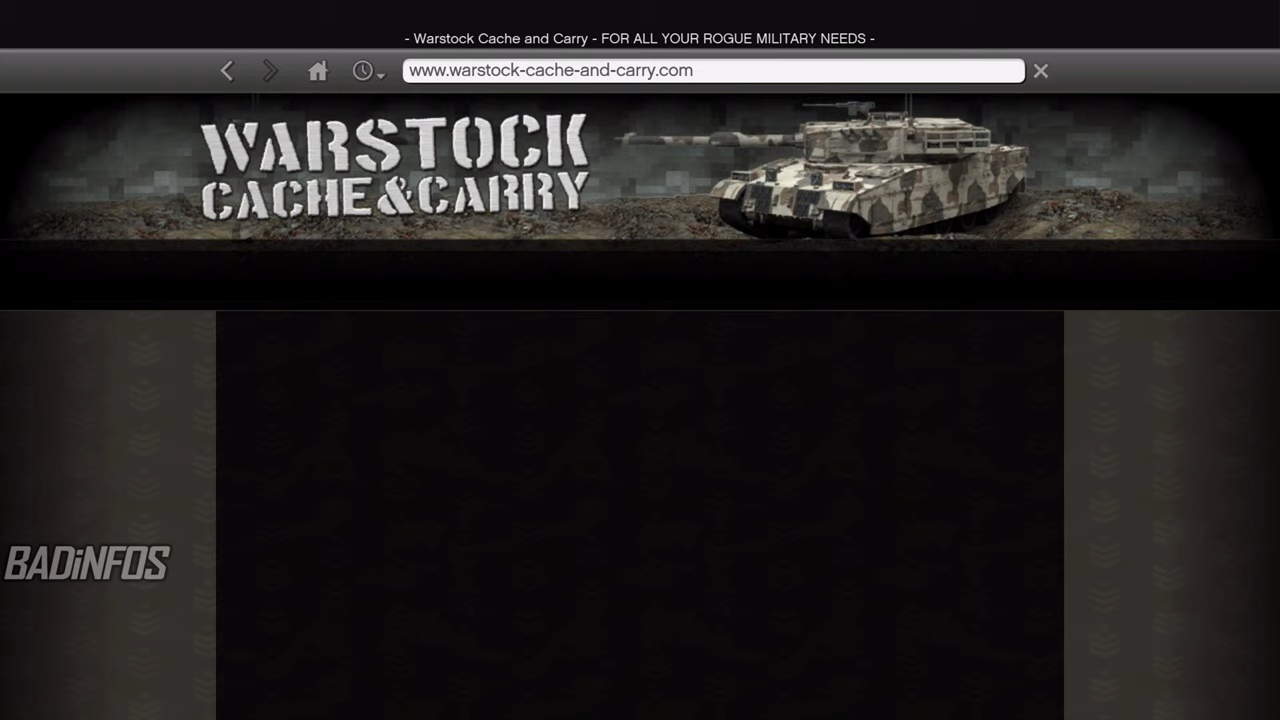 - Warstock Cache and Carry - FOR ALL YOUR ROGUE MILITARY NEEDS -
www.warstock-cache-and-carry.com
WARSTOCK
CACHE&CARRY
BADiNFOS